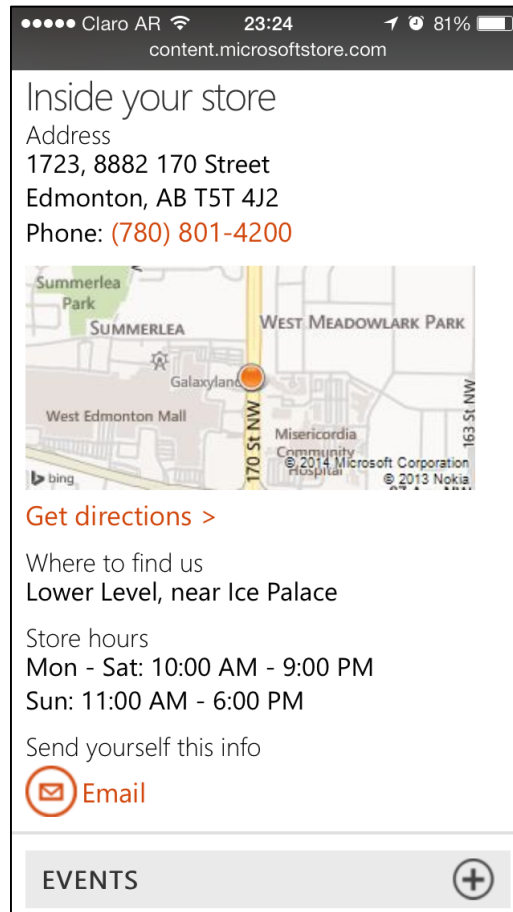 Claro AR 23:24 81%
content.microsoftstore.com
Inside your store
Address
1723, 8882 170 Street
Edmonton, AB T5T 4J2
Phone: (780) 801-4200
Summerlea
Park
SUMMERLEA
WEST MEADOWLARK PARK
Galaxyland
West Edmonton Mall
170 St NW
163 St NW
Misericordia
Community
Hospital
© 2014 Microsoft Corporation
© 2013 Nokia
bing
Get directions >
Where to find us
Lower Level, near Ice Palace
Store hours
Mon - Sat: 10:00 AM - 9:00 PM
Sun: 11:00 AM - 6:00 PM
Send yourself this info
Email
EVENTS